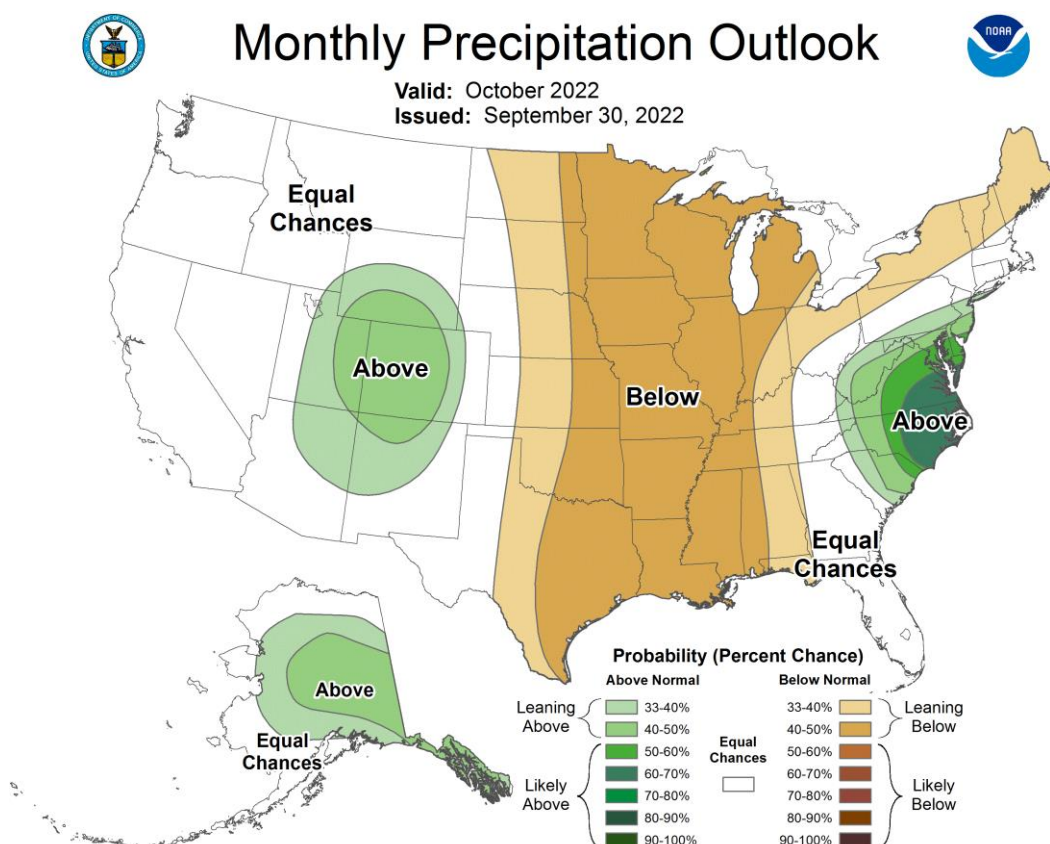 Monthly Precipitation Outlook
NOAA
Valid: October 2022
Issued: September 30, 2022
Equal
Chances
Above
Below
Above
Equal
Chances
Above
Equal
Chances
Probability (Percent Chance)
Above Normal
Below Normal
Leaning
Above
33-40%
40-50%
Likely
Above
50-60%
60-70%
70-80%
80-90%
90-100%
Equal
Chances
33-40%
40-50%
Leaning
Below
50-60%
60-70%
70-80%
80-90%
90-100%
Likely
Below